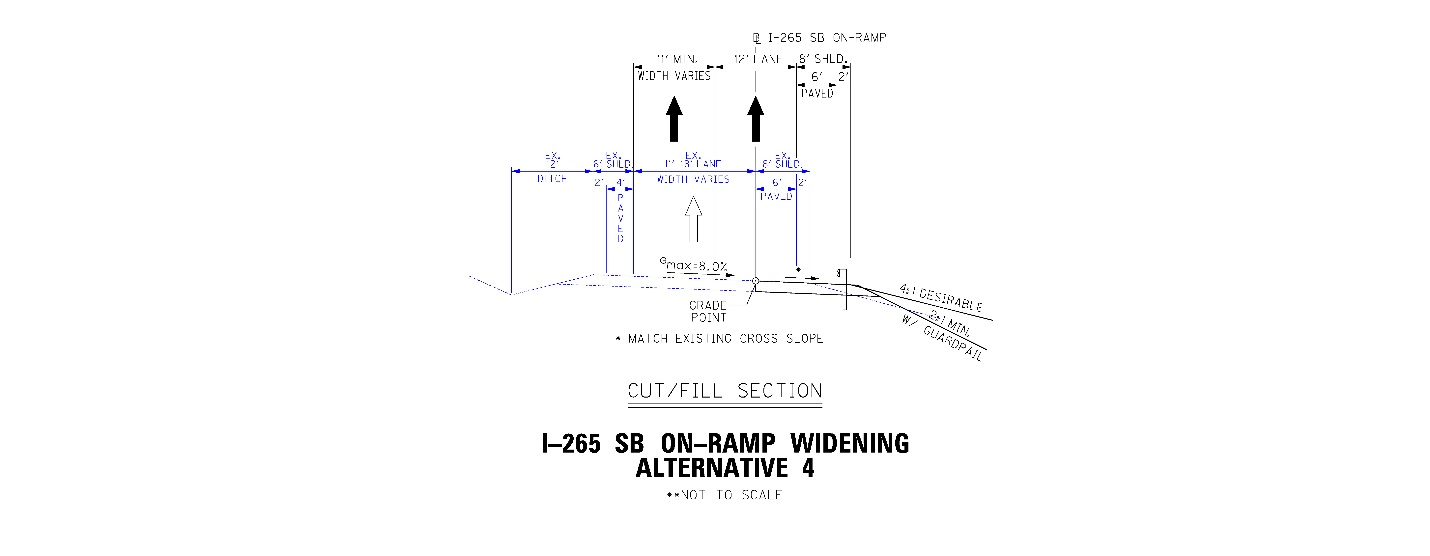 ℄ I-265 SB ON-RAMP
11' MIN. 12' LANE 8' SHLD.
WIDTH VARIES 6' 2'
PAVED
EX. EX. EX. EX.
12' 6' SHLD. LANE 8' SHLD.
DITCH 2' 4' WIDTH VARIES 6' 2'
PAVED PAVED
Gmax=8.0% *
GRADE
POINT
4:1 DESIRABLE
2:1 MIN.
W/ GUARDRAIL
* MATCH EXISTING CROSS SLOPE
CUT/FILL SECTION
I-265 SB ON-RAMP WIDENING
ALTERNATIVE 4
**NOT TO SCALE